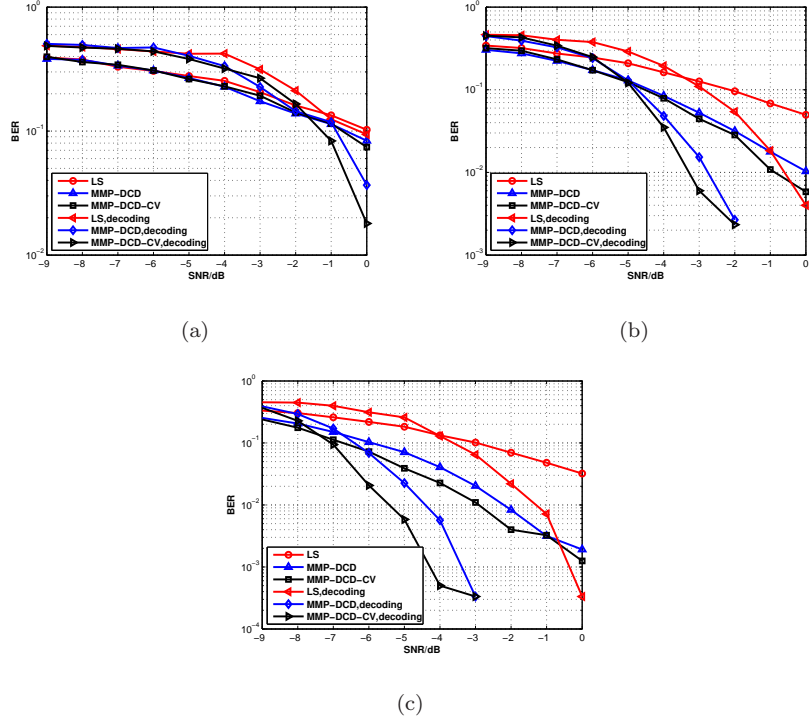 10^0
10^-1
10^-2
BER
-9 -8 -7 -6 -5 -4 -3 -2 -1 0
SNR/dB
LS
MMP-DCD
MMP-DCD-CV
LS,decoding
MMP-DCD,decoding
MMP-DCD-CV,decoding
(a)
10^0
10^-1
10^-2
10^-3
BER
-9 -8 -7 -6 -5 -4 -3 -2 -1 0
SNR/dB
LS
MMP-DCD
MMP-DCD-CV
LS,decoding
MMP-DCD,decoding
MMP-DCD-CV,decoding
(b)
10^0
10^-1
10^-2
10^-3
10^-4
BER
-9 -8 -7 -6 -5 -4 -3 -2 -1 0
SNR/dB
LS
MMP-DCD
MMP-DCD-CV
LS,decoding
MMP-DCD,decoding
MMP-DCD-CV,decoding
(c)